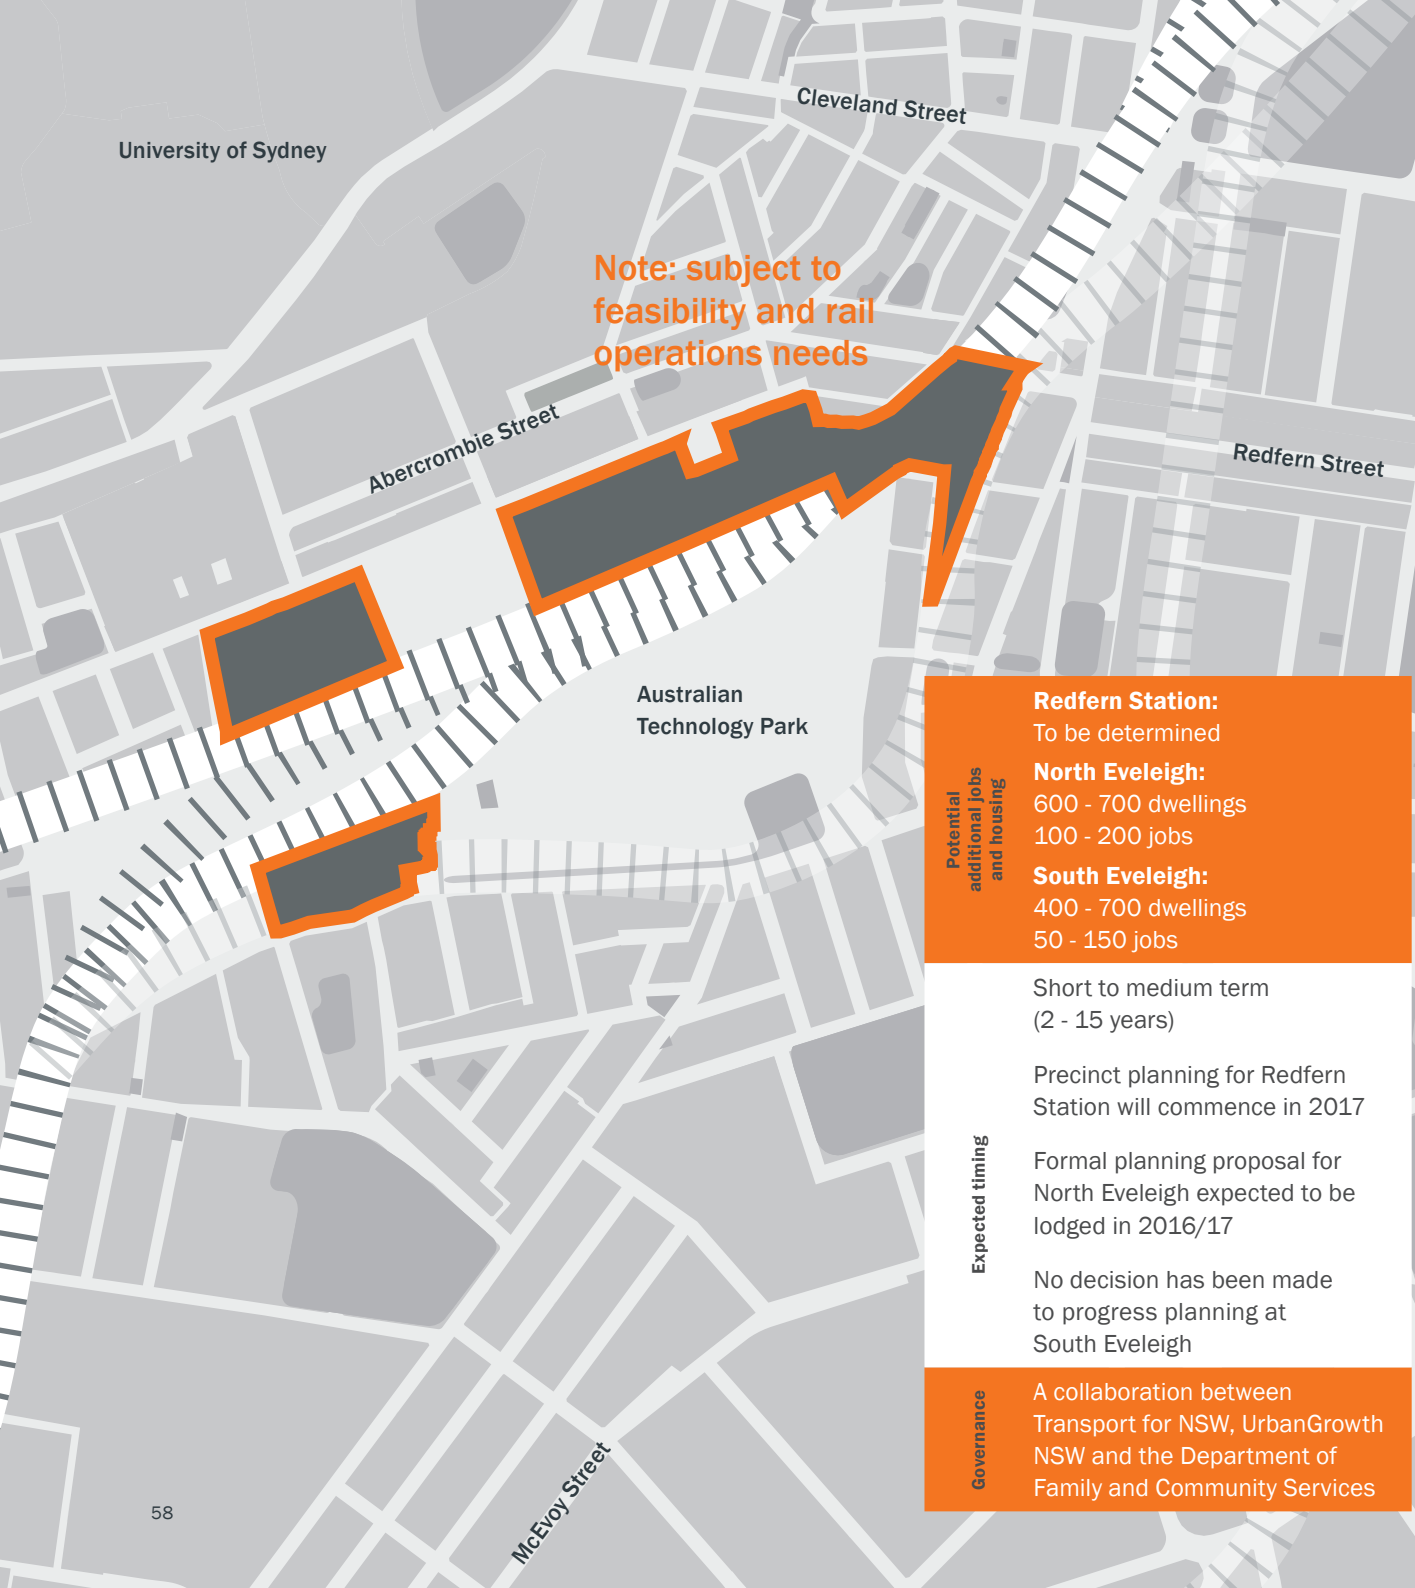 Cleveland Street
University of Sydney
Note: subject to
feasibility and rail
operations needs
Abercrombie Street
Redfern Street
Australian
Technology Park
Potential
additional jobs
and housing
Redfern Station:
To be determined
North Eveleigh:
600 - 700 dwellings
100 - 200 jobs
South Eveleigh:
400 - 700 dwellings
50 - 150 jobs
Expected timing
Short to medium term
(2 - 15 years)
Precinct planning for Redfern
Station will commence in 2017
Formal planning proposal for
North Eveleigh expected to be
lodged in 2016/17
No decision has been made
to progress planning at
South Eveleigh
Governance
A collaboration between
Transport for NSW, UrbanGrowth
NSW and the Department of
Family and Community Services
McEvoy Street
58